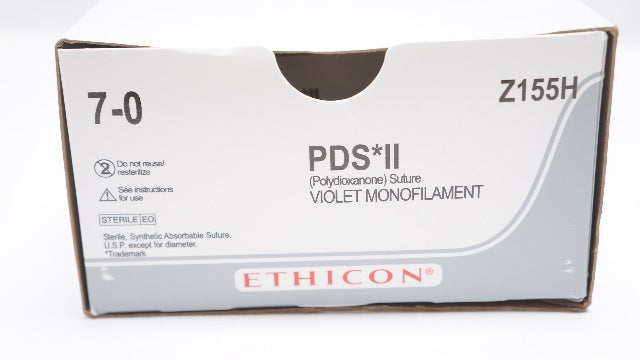 7-0
Z155H
PDS*II
(Polydioxanone) Suture
VIOLET MONOFILAMENT
2
Do not reuse/
resterilize
See instructions
for use
STERILE EO
Sterile, Synthetic Absorbable Suture.
U.S.P. except for diameter.
*Trademark
ETHICON®